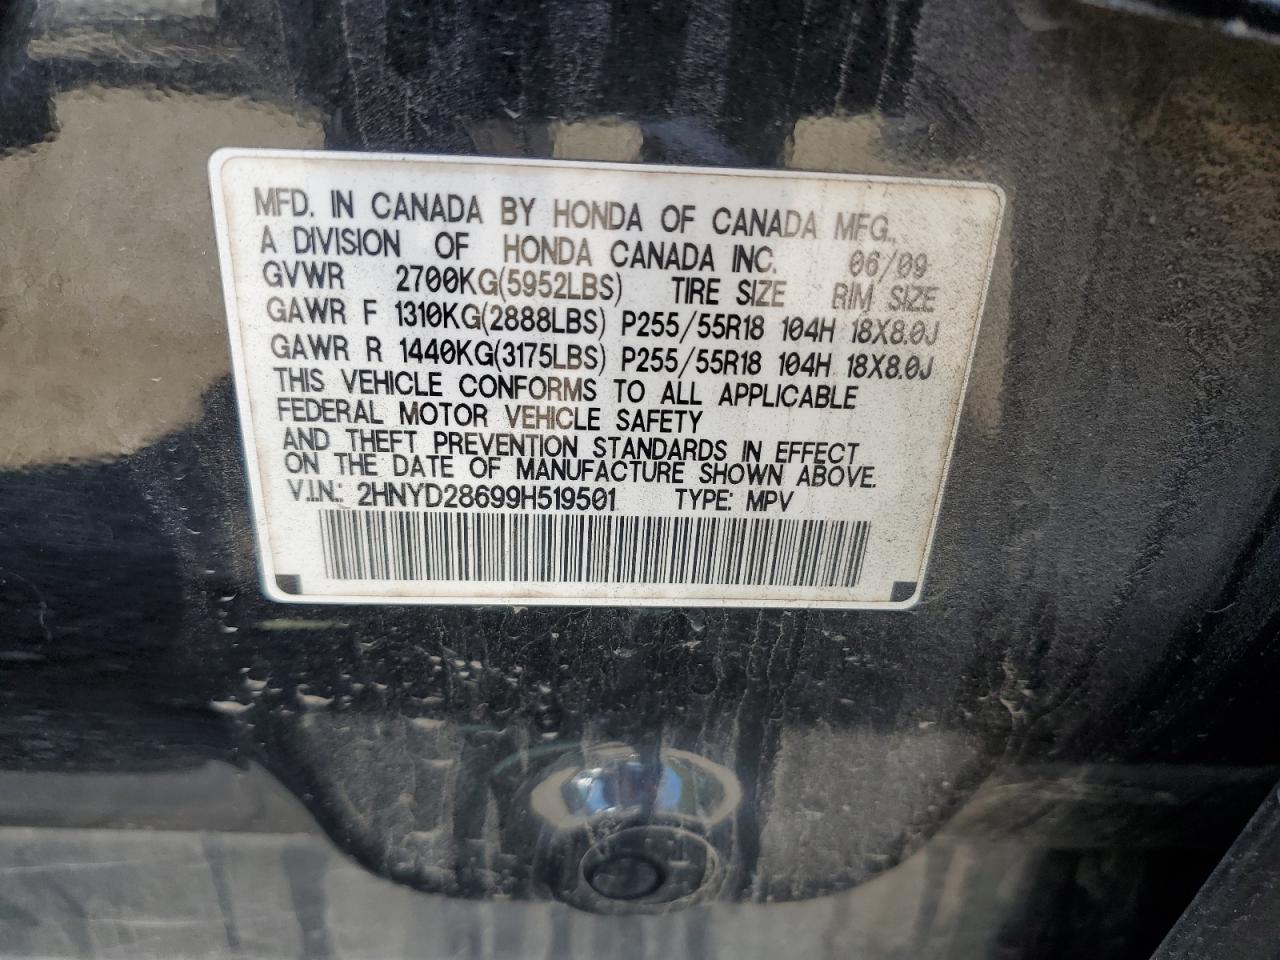 MFD. IN CANADA BY HONDA OF CANADA MFG.,
A DIVISION OF HONDA CANADA INC. 06/09
GVWR 2700KG(5952LBS) TIRE SIZE RIM SIZE
GAWR F 1310KG(2888LBS) P255/55R18 104H 18X8.0J
GAWR R 1440KG(3175LBS) P255/55R18 104H 18X8.0J
THIS VEHICLE CONFORMS TO ALL APPLICABLE
FEDERAL MOTOR VEHICLE SAFETY
AND THEFT PREVENTION STANDARDS IN EFFECT
ON THE DATE OF MANUFACTURE SHOWN ABOVE.
V.I.N.: 2HNYD28699H519501 TYPE: MPV